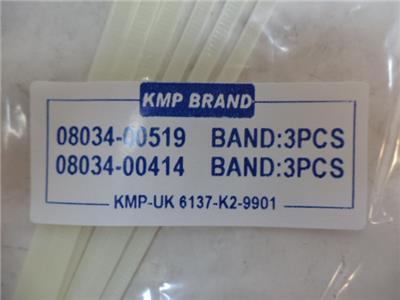 KMP BRAND
08034-00519 BAND:3PCS
08034-00414 BAND:3PCS
KMP-UK 6137-K2-9901